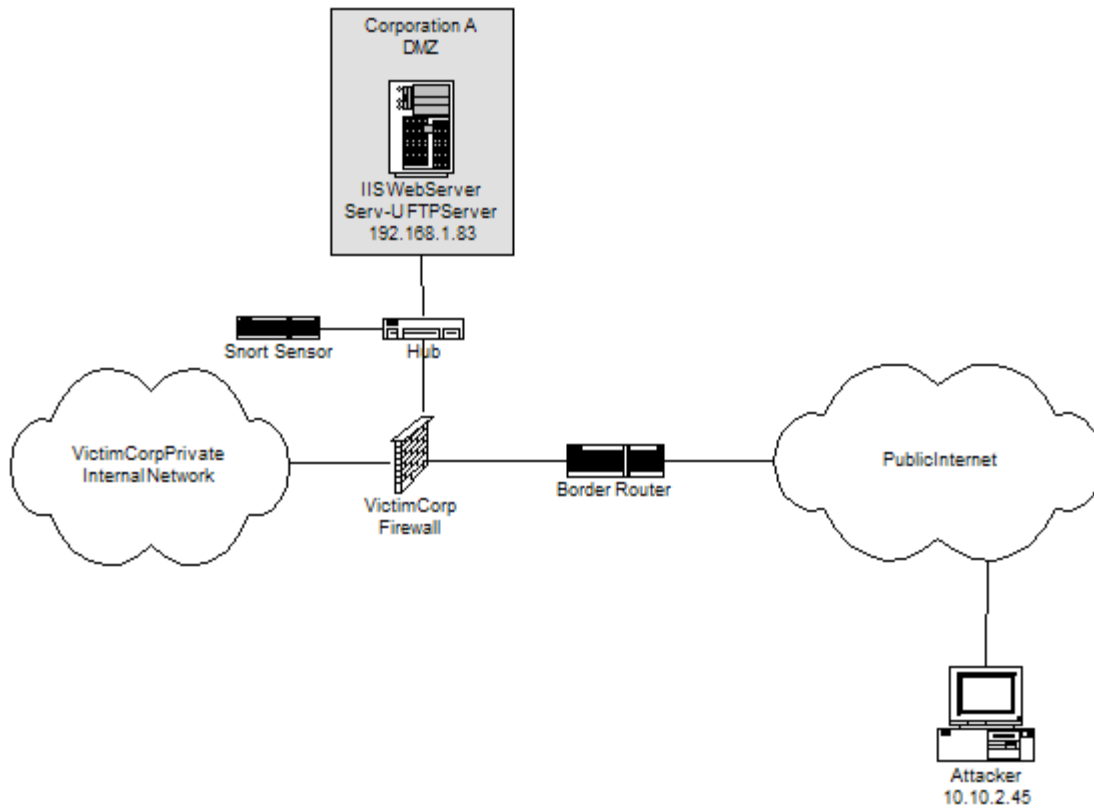 Corporation A
DMZ
IISWebServer
Serv-UFTPServer
192.168.1.83
Snort Sensor
Hub
VictimCorpPrivate
InternalNetwork
VictimCorp
Firewall
Border Router
PublicInternet
Attacker
10.10.2.45